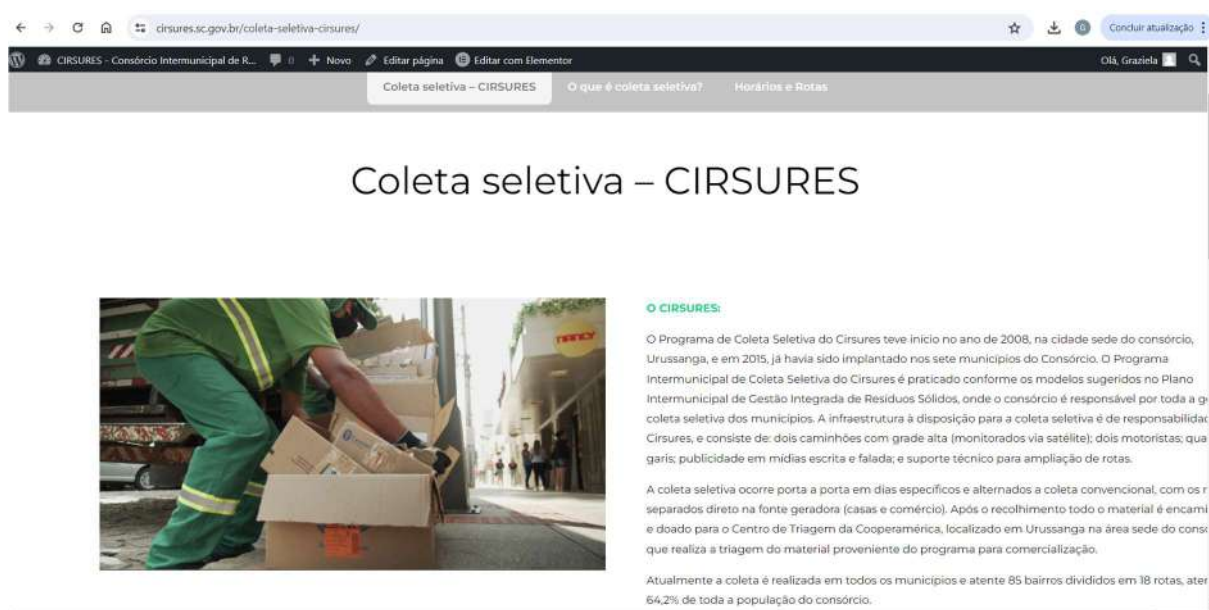 cirsures.sc.gov.br/coleta-seletiva-cirsures/
G
Concluir atualização
CIRSURES - Consórcio Intermunicipal de R...
0
+ Novo
Editar página
Editar com Elementor
Olá, Graziela
Coleta seletiva – CIRSURES
O que é coleta seletiva?
Horários e Rotas
Coleta seletiva – CIRSURES
nancy
O CIRSURES:
O Programa de Coleta Seletiva do Cirsures teve início no ano de 2008, na cidade sede do consórcio,
Urussanga, e em 2015, já havia sido implantado nos sete municípios do Consórcio. O Programa
Intermunicipal de Coleta Seletiva do Cirsures é praticado conforme os modelos sugeridos no Plano
Intermunicipal de Gestão Integrada de Resíduos Sólidos, onde o consórcio é responsável por toda a
coleta seletiva dos municípios. A infraestrutura à disposição para a coleta seletiva é de
Cirsures, e consiste de: dois caminhões com grade alta (monitorados via satélite); dois motoristas;
garis; publicidade em mídias escrita e falada; e suporte técnico para ampliação de rotas.
A coleta seletiva ocorre porta a porta em dias específicos e alternados a coleta convencional, com os
separados direto na fonte geradora (casas e comércio). Após o recolhimento todo o material é
e doado para o Centro de Triagem da Cooperamérica, localizado em Urussanga na área sede do
que realiza a triagem do material proveniente do programa para comercialização.
Atualmente a coleta é realizada em todos os municípios e atente 85 bairros divididos em 18 rotas,
64,2% de toda a população do consórcio.